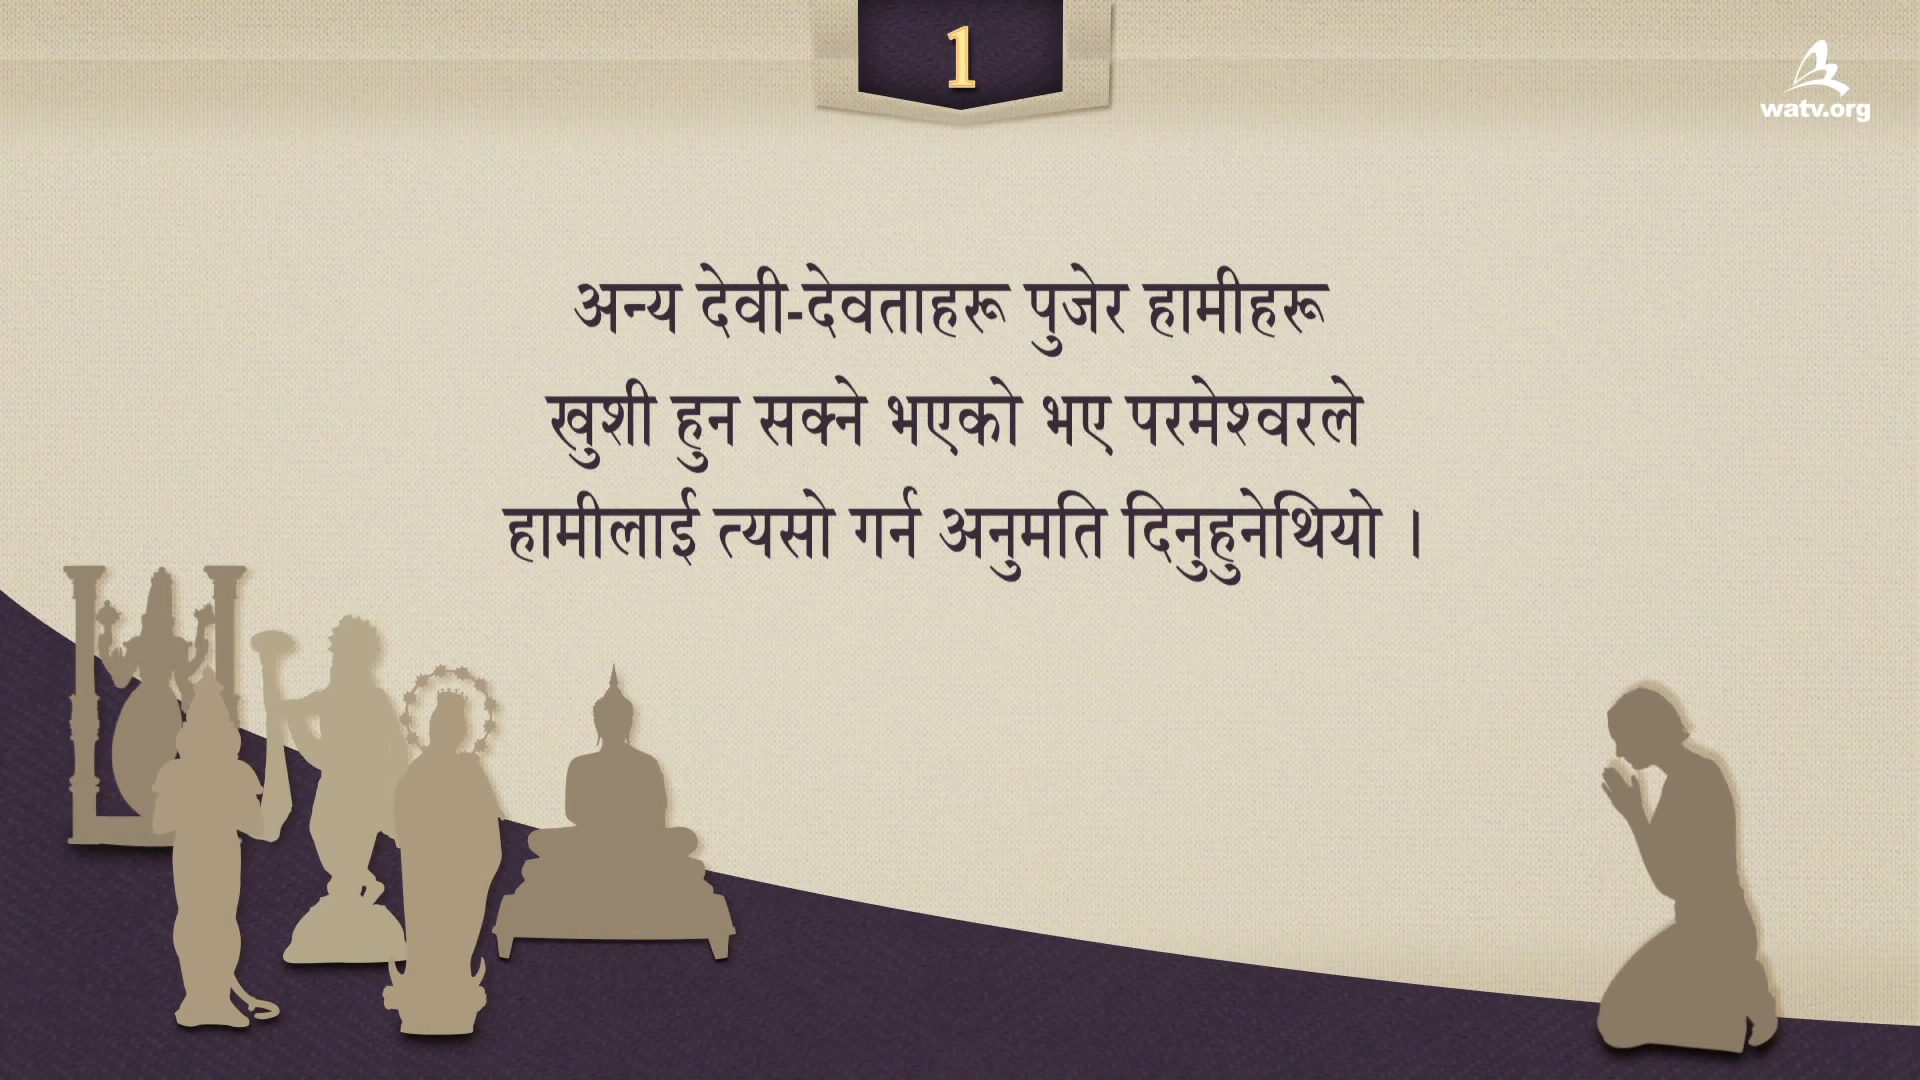 1
watv.org
अन्य देवी-देवताहरू पुजेर हामीहरू
खुशी हुन सक्ने भएको भए परमेश्वरले
हामीलाई त्यसो गर्न अनुमति दिनुहुनेथियो ।